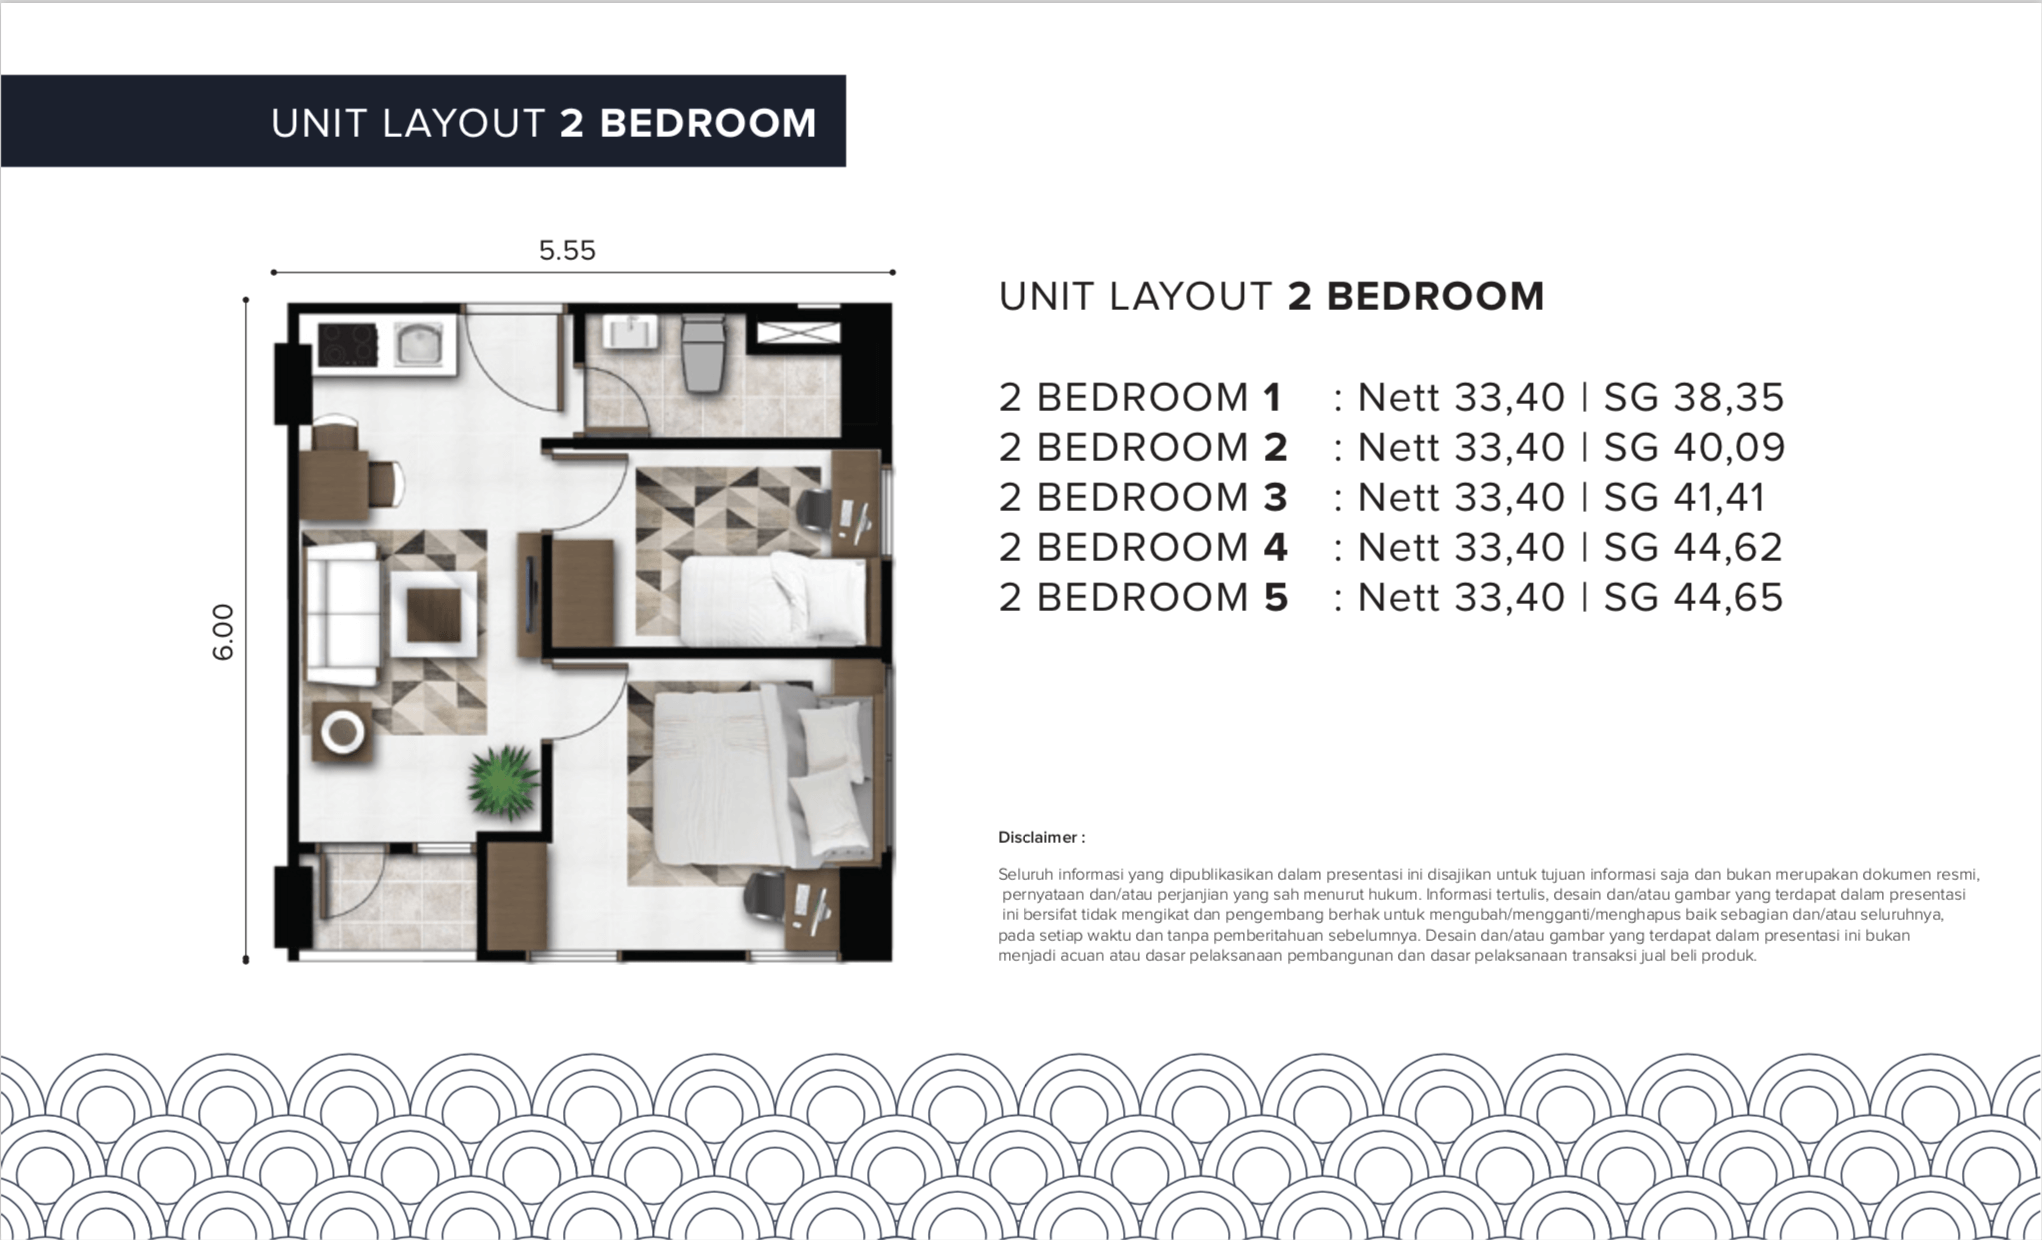 UNIT LAYOUT 2 BEDROOM
5.55
6.00
UNIT LAYOUT 2 BEDROOM
2 BEDROOM 1 : Nett 33,40 | SG 38,35
2 BEDROOM 2 : Nett 33,40 | SG 40,09
2 BEDROOM 3 : Nett 33,40 | SG 41,41
2 BEDROOM 4 : Nett 33,40 | SG 44,62
2 BEDROOM 5 : Nett 33,40 | SG 44,65
Disclaimer :
Seluruh informasi yang dipublikasikan dalam presentasi ini disajikan untuk tujuan informasi saja dan bukan merupakan dokumen resmi,
pernyataan dan/atau perjanjian yang sah menurut hukum. Informasi tertulis, desain dan/atau gambar yang terdapat dalam presentasi
ini bersifat tidak mengikat dan pengembang berhak untuk mengubah/mengganti/menghapus baik sebagian dan/atau seluruhnya,
pada setiap waktu dan tanpa pemberitahuan sebelumnya. Desain dan/atau gambar yang terdapat dalam presentasi ini bukan
menjadi acuan atau dasar pelaksanaan pembangunan dan dasar pelaksanaan transaksi jual beli produk.